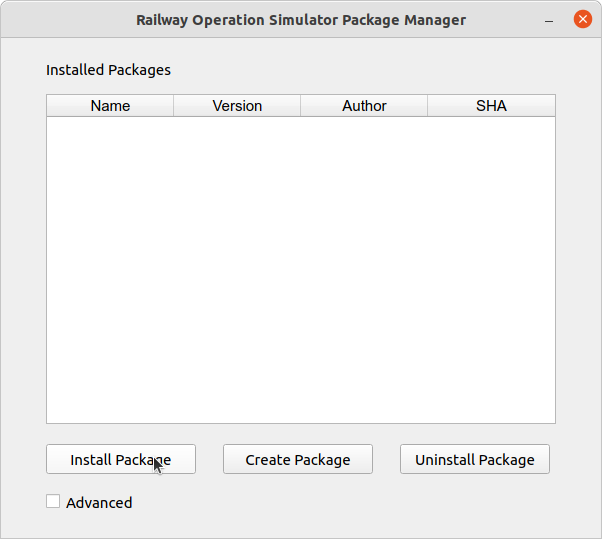 Railway Operation Simulator Package Manager
Installed Packages
Name Version Author SHA
Install Package Create Package Uninstall Package
Advanced